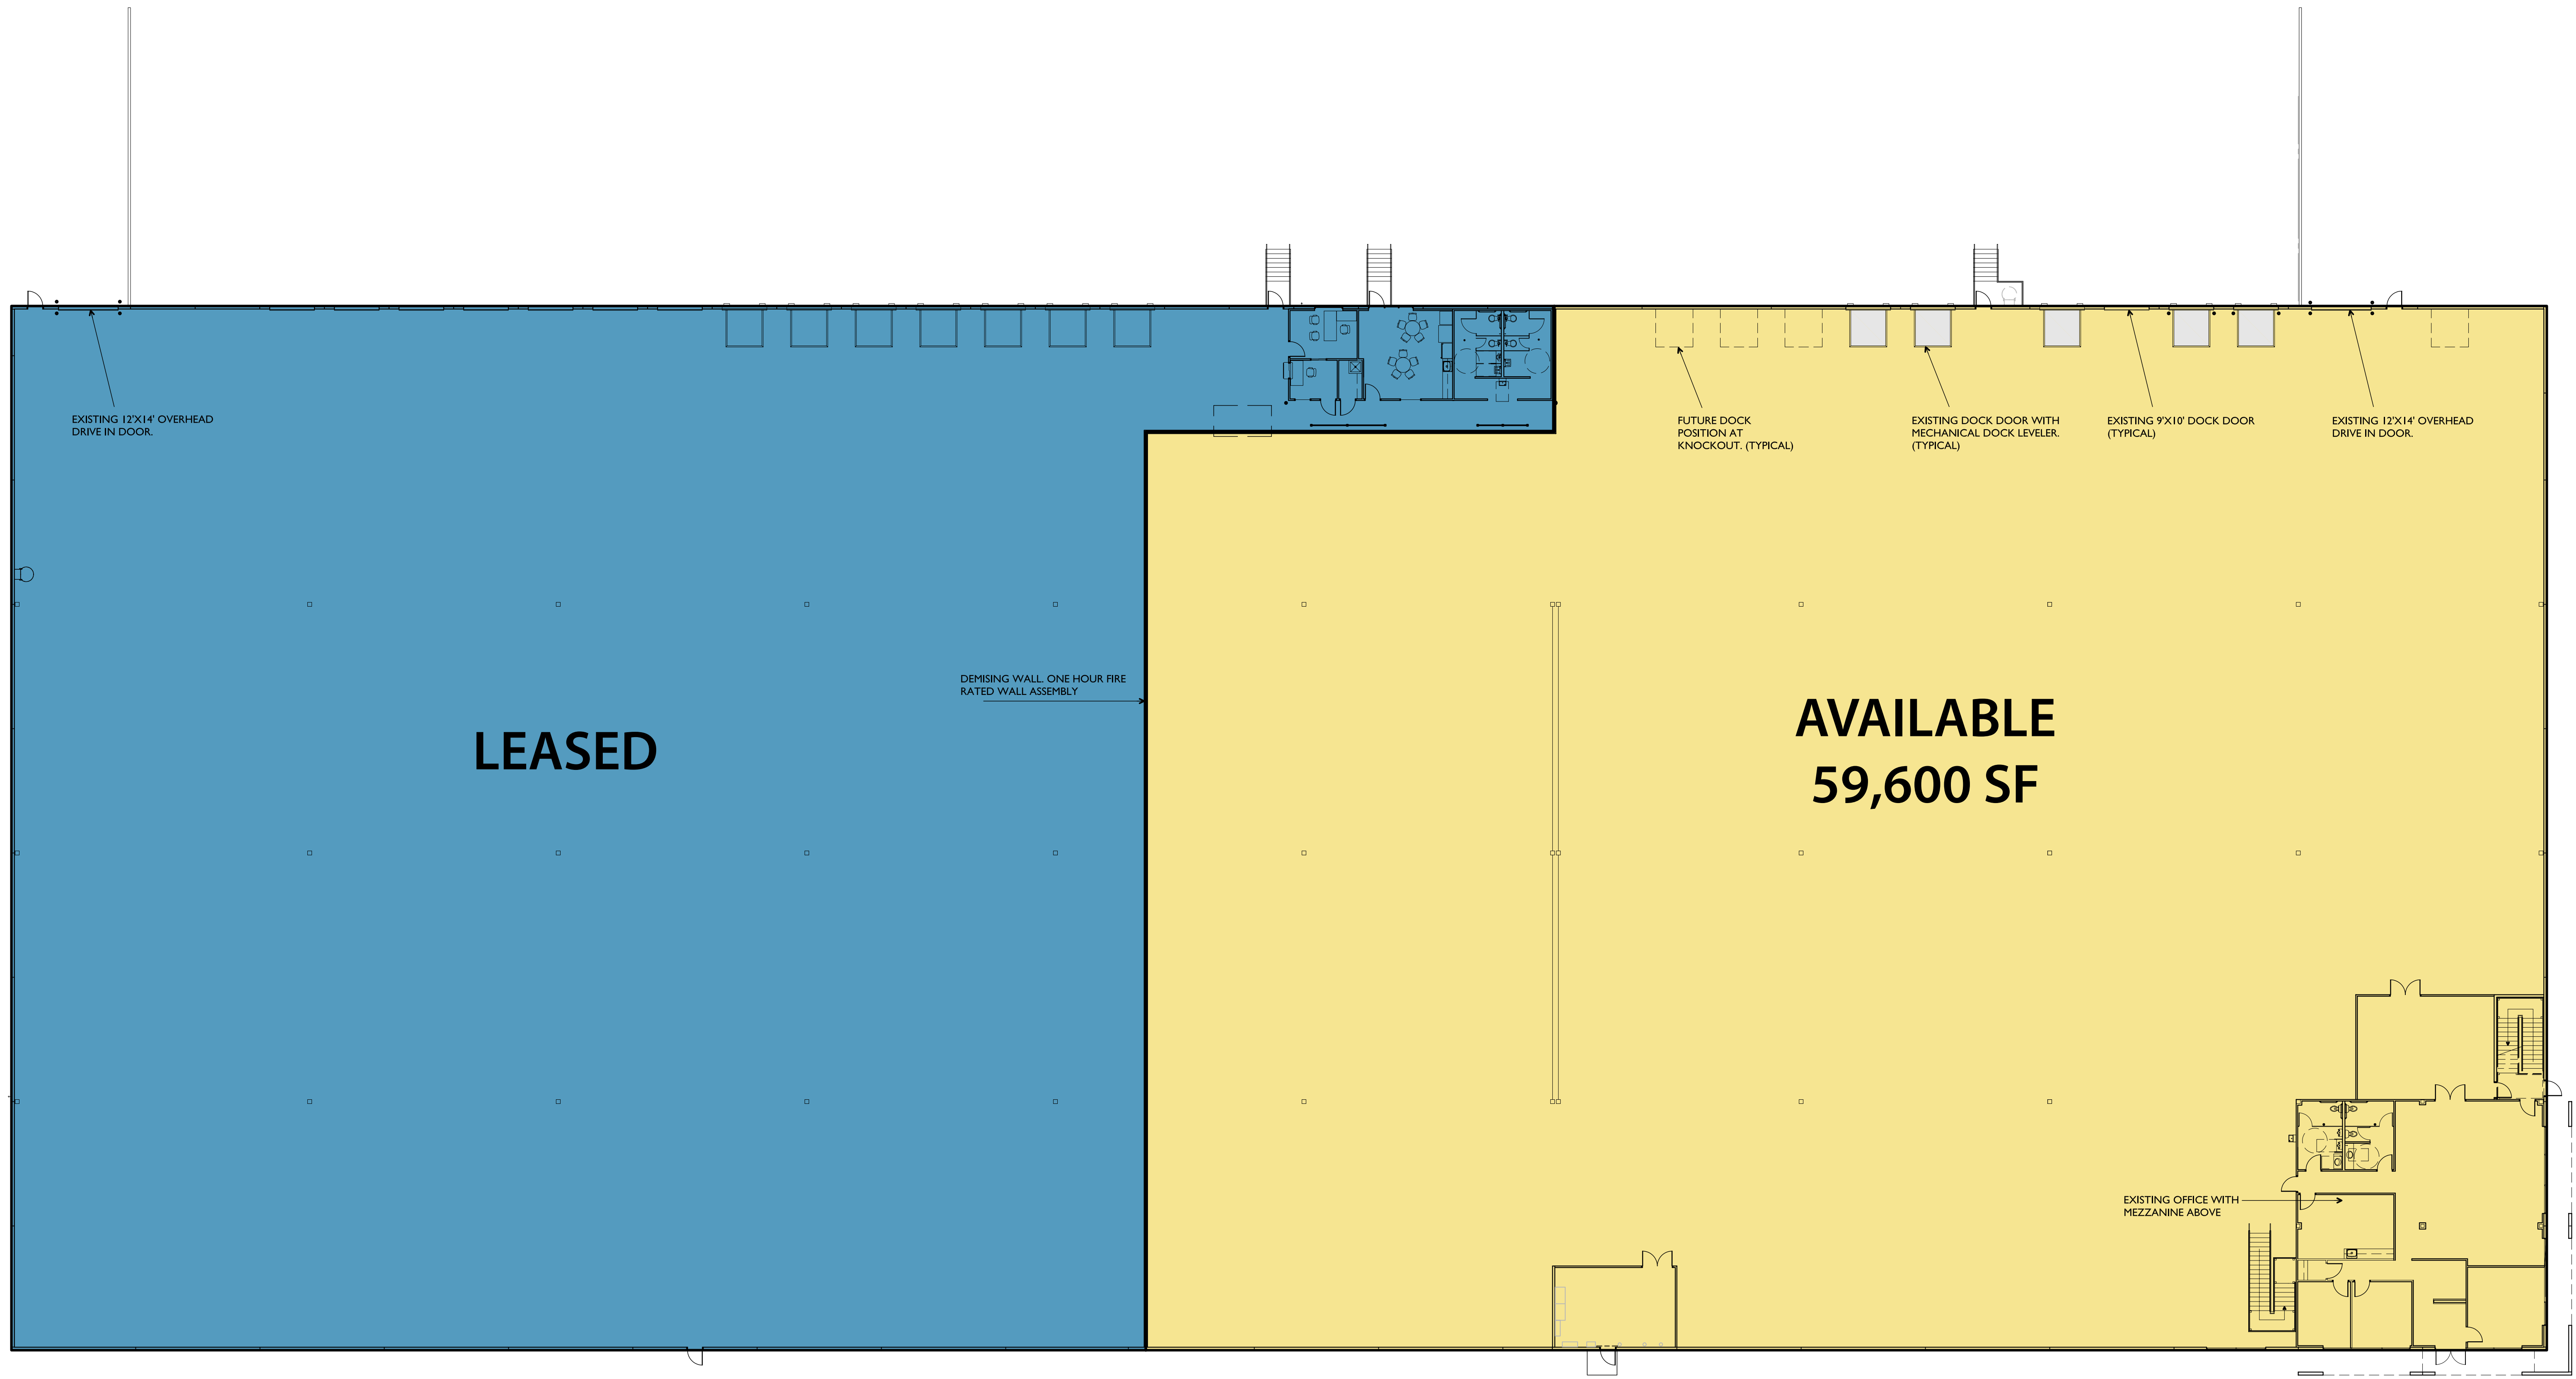 EXISTING 12'X14' OVERHEAD
DRIVE IN DOOR.
FUTURE DOCK
POSITION AT
KNOCKOUT. (TYPICAL)
EXISTING DOCK DOOR WITH
MECHANICAL DOCK LEVELER.
(TYPICAL)
EXISTING 9'X10' DOCK DOOR
(TYPICAL)
EXISTING 12'X14' OVERHEAD
DRIVE IN DOOR.
DEMISING WALL. ONE HOUR FIRE
RATED WALL ASSEMBLY
LEASED
AVAILABLE
59,600 SF
EXISTING OFFICE WITH
MEZZANINE ABOVE